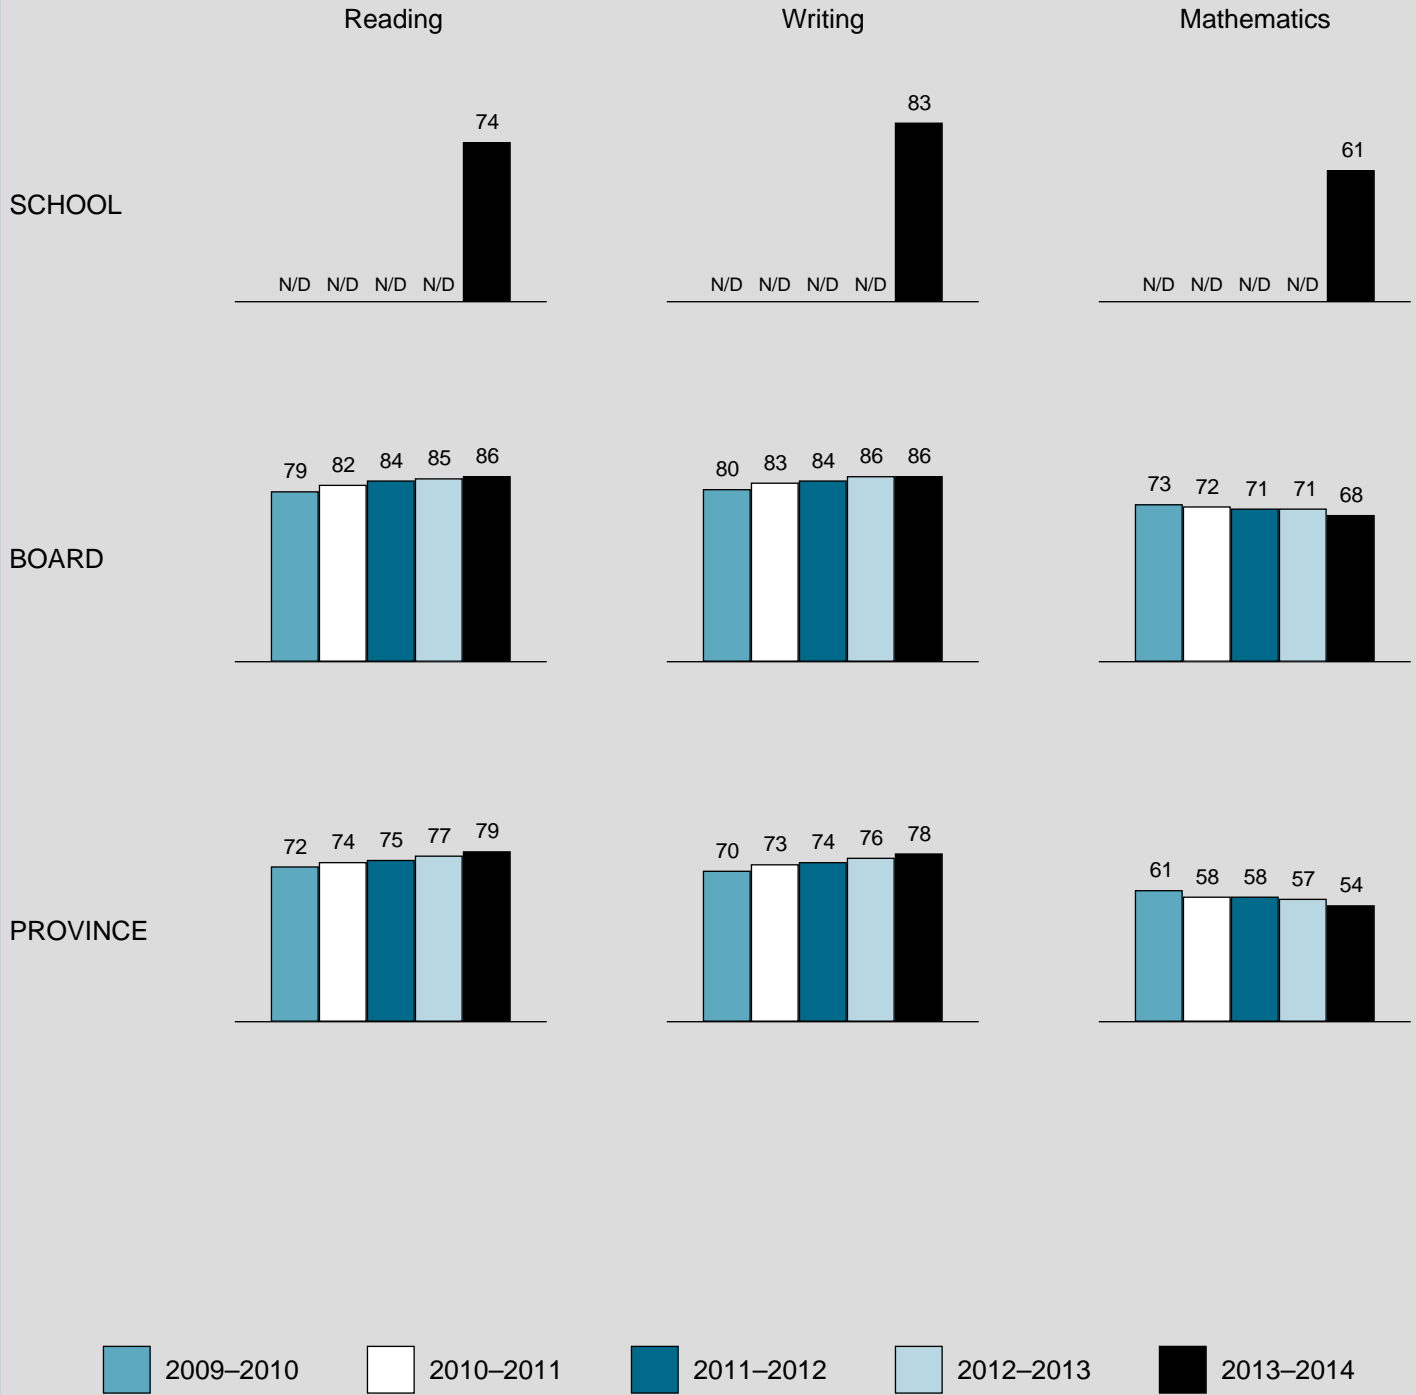 Reading Writing Mathematics
74 83 61
SCHOOL
N/D N/D N/D N/D N/D N/D N/D N/D N/D N/D N/D N/D
79 82 84 85 86 80 83 84 86 86 73 72 71 71 68
BOARD
72 74 75 77 79 70 73 74 76 78 61 58 58 57 54
PROVINCE
2009–2010 2010–2011 2011–2012 2012–2013 2013–2014